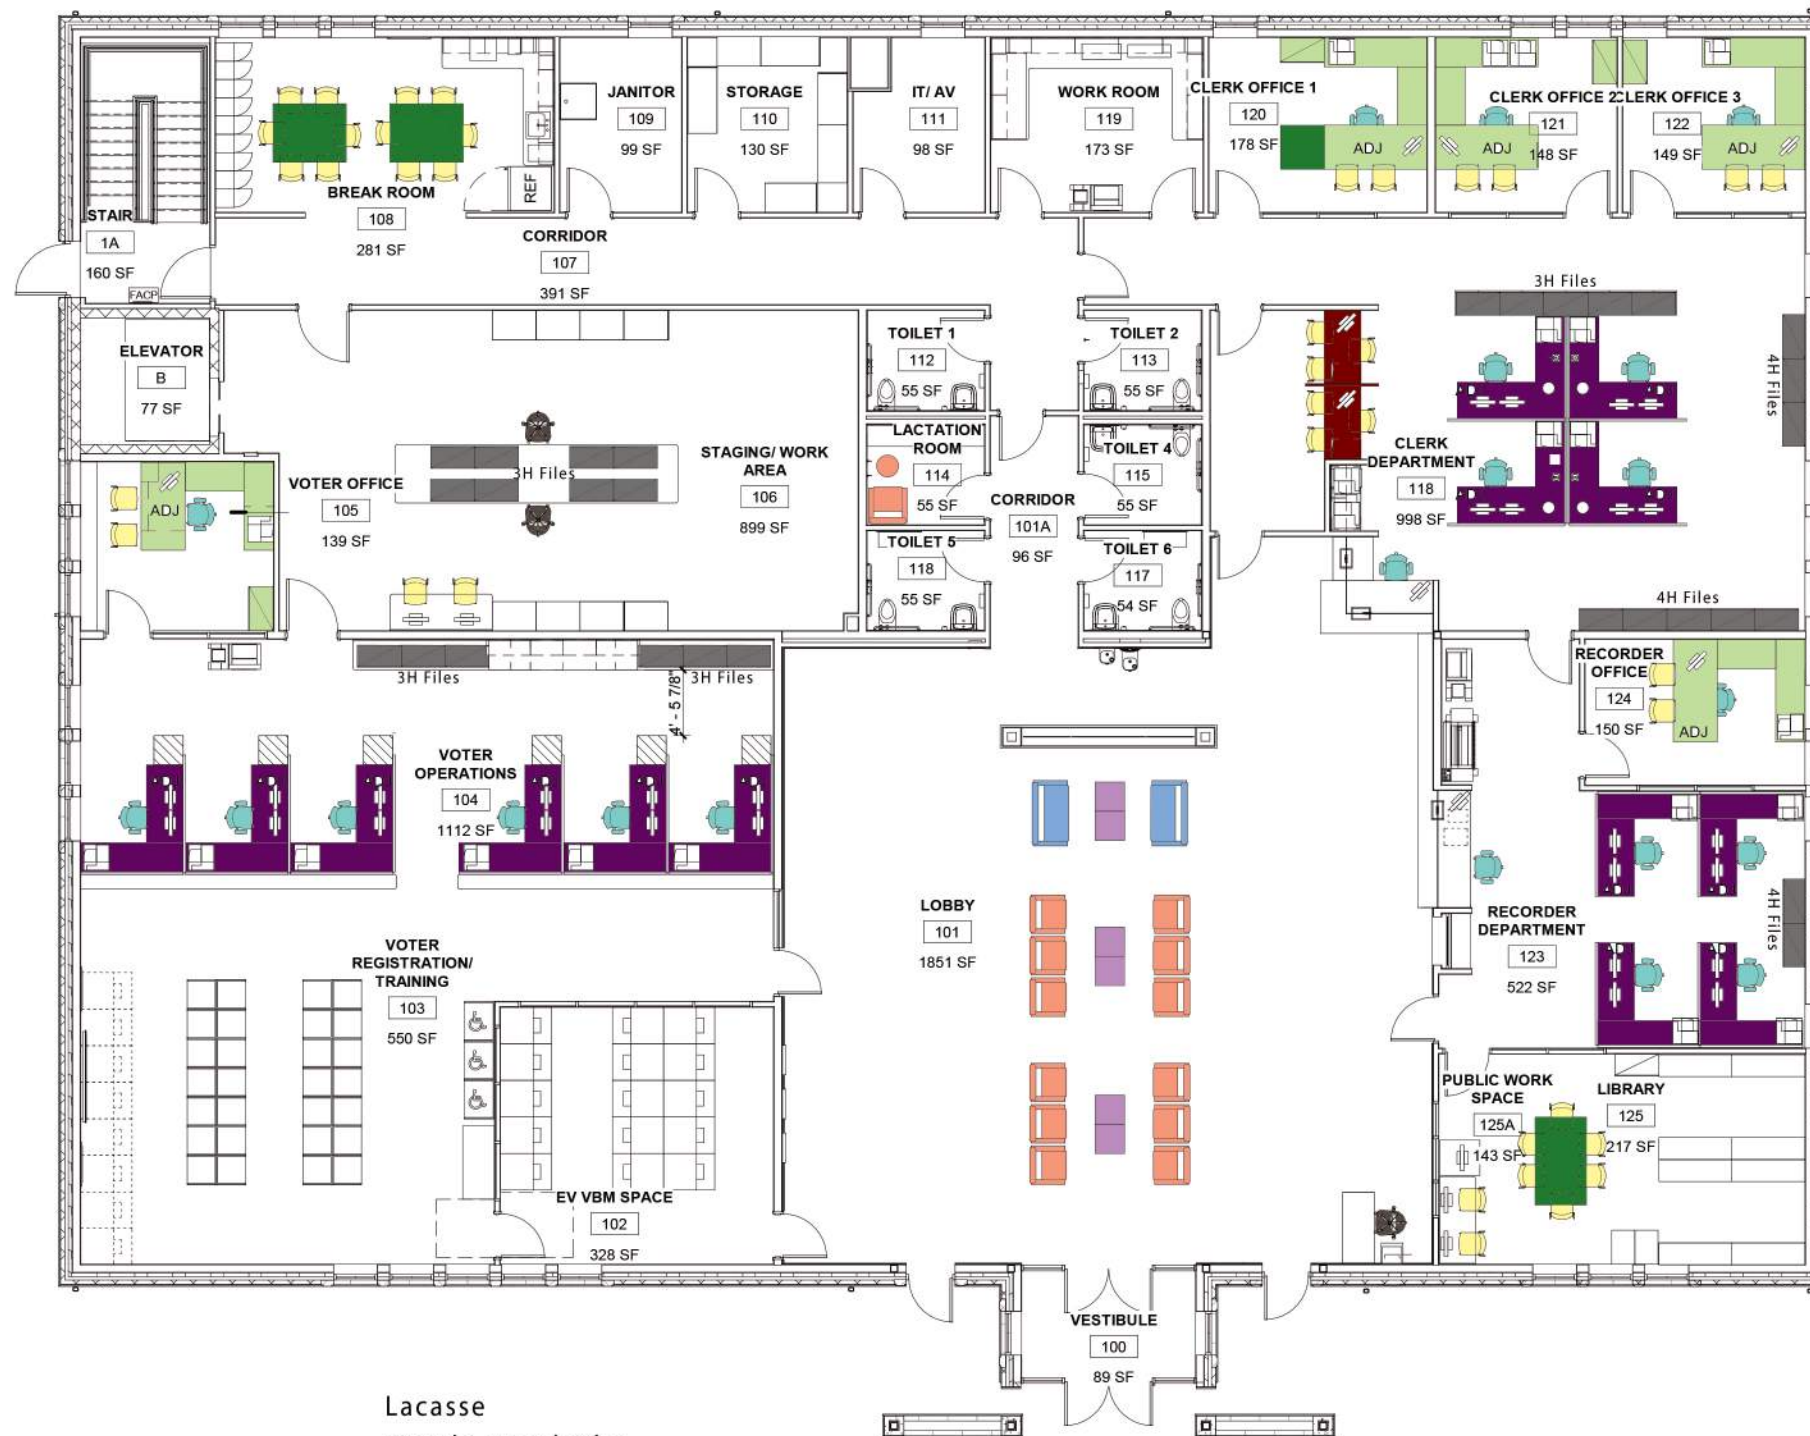 STAIR
1A
160 SF
FACP
BREAK ROOM
108
281 SF
REF
JANITOR
109
99 SF
STORAGE
110
130 SF
IT/ AV
111
98 SF
WORK ROOM
119
173 SF
CLERK OFFICE 1
120
178 SF
ADJ
CLERK OFFICE 2
121
148 SF
ADJ
CLERK OFFICE 3
122
149 SF
ADJ
CORRIDOR
107
391 SF
ELEVATOR
B
77 SF
TOILET 1
112
55 SF
TOILET 2
113
55 SF
3H Files
4H Files
STAGING/ WORK
AREA
106
899 SF
3H Files
VOTER OFFICE
105
139 SF
ADJ
LACTATION
ROOM
114
55 SF
TOILET 4
115
55 SF
CORRIDOR
101A
96 SF
TOILET 5
118
55 SF
TOILET 6
117
54 SF
CLERK
DEPARTMENT
118
998 SF
4H Files
3H Files
3H Files
4' - 5 7/8"
VOTER
OPERATIONS
104
1112 SF
RECORDER
OFFICE
124
150 SF
ADJ
LOBBY
101
1851 SF
RECORDER
DEPARTMENT
123
522 SF
4H Files
VOTER
REGISTRATION/
TRAINING
103
550 SF
EV VBM SPACE
102
328 SF
PUBLIC WORK
SPACE
125A
143 SF
LIBRARY
125
217 SF
VESTIBULE
100
89 SF
Lacasse